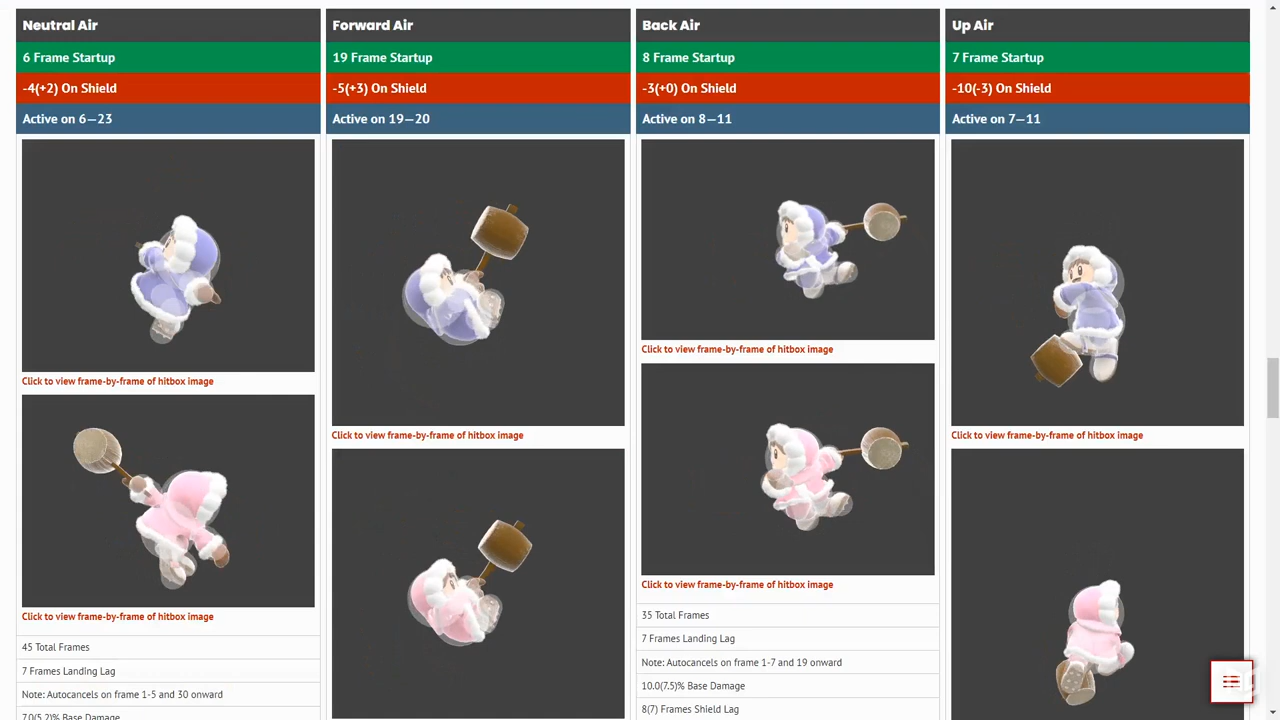 Neutral Air
6 Frame Startup
-4(+2) On Shield
Active on 6—23
Click to view frame-by-frame of hitbox image
Click to view frame-by-frame of hitbox image
45 Total Frames
7 Frames Landing Lag
Note: Autocancels on frame 1-5 and 30 onward
7.0(5.2)% Base Damage
Forward Air
19 Frame Startup
-5(+3) On Shield
Active on 19—20
Click to view frame-by-frame of hitbox image
Back Air
8 Frame Startup
-3(+0) On Shield
Active on 8—11
Click to view frame-by-frame of hitbox image
Click to view frame-by-frame of hitbox image
35 Total Frames
7 Frames Landing Lag
Note: Autocancels on frame 1-7 and 19 onward
10.0(7.5)% Base Damage
8(7) Frames Shield Lag
Up Air
7 Frame Startup
-10(-3) On Shield
Active on 7—11
Click to view frame-by-frame of hitbox image